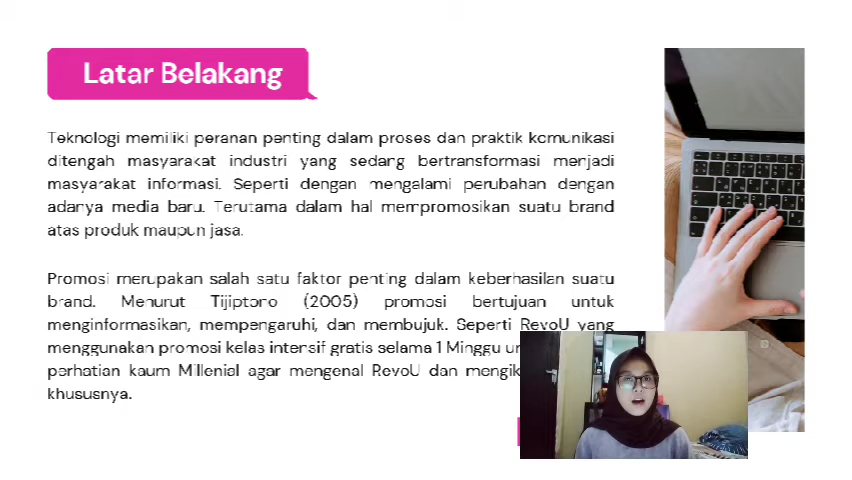 Latar Belakang
Teknologi memiliki peranan penting dalam proses dan praktik komunikasi
ditengah masyarakat industri yang sedang bertransformasi menjadi
masyarakat informasi. Seperti dengan mengalami perubahan dengan
adanya media baru. Terutama dalam hal mempromosikan suatu brand
atas produk maupun jasa.
Promosi merupakan salah satu faktor penting dalam keberhasilan suatu
brand. Menurut Tijiptono (2005) promosi bertujuan untuk
menginformasikan, mempengaruhi, dan membujuk. Seperti RevoU yang
menggunakan promosi kelas intensif gratis selama 1 Minggu
perhatian kaum Millenial agar mengenal RevoU dan
khususnya.